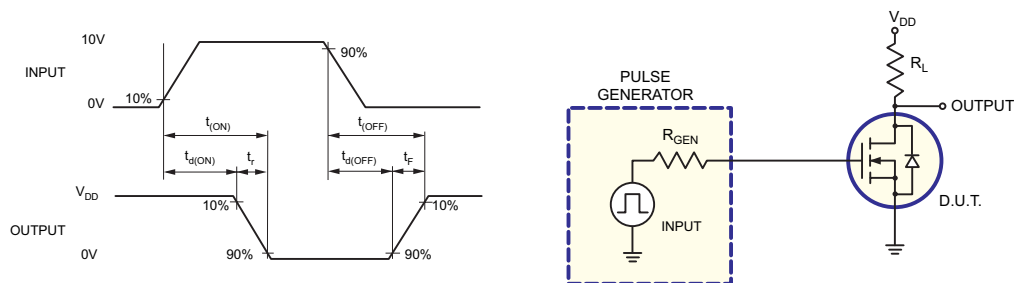 10V
INPUT
90%
10%
0V
t(ON)
t(OFF)
td(ON)
tr
td(OFF)
tF
VDD
10%
10%
OUTPUT
0V
90%
90%
VDD
RL
PULSE
GENERATOR
OUTPUT
RGEN
INPUT
D.U.T.